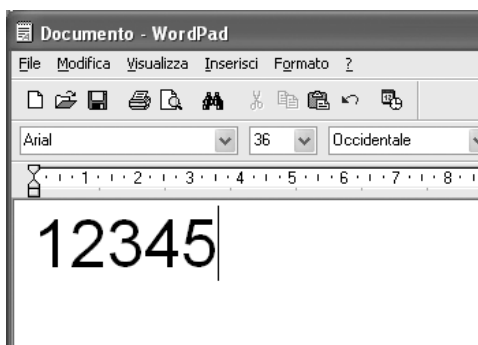 Documento - WordPad
File Modifica Visualizza Inserisci Formato ?
Arial 36 Occidentale
1 2 3 4 5 6 7 8
12345